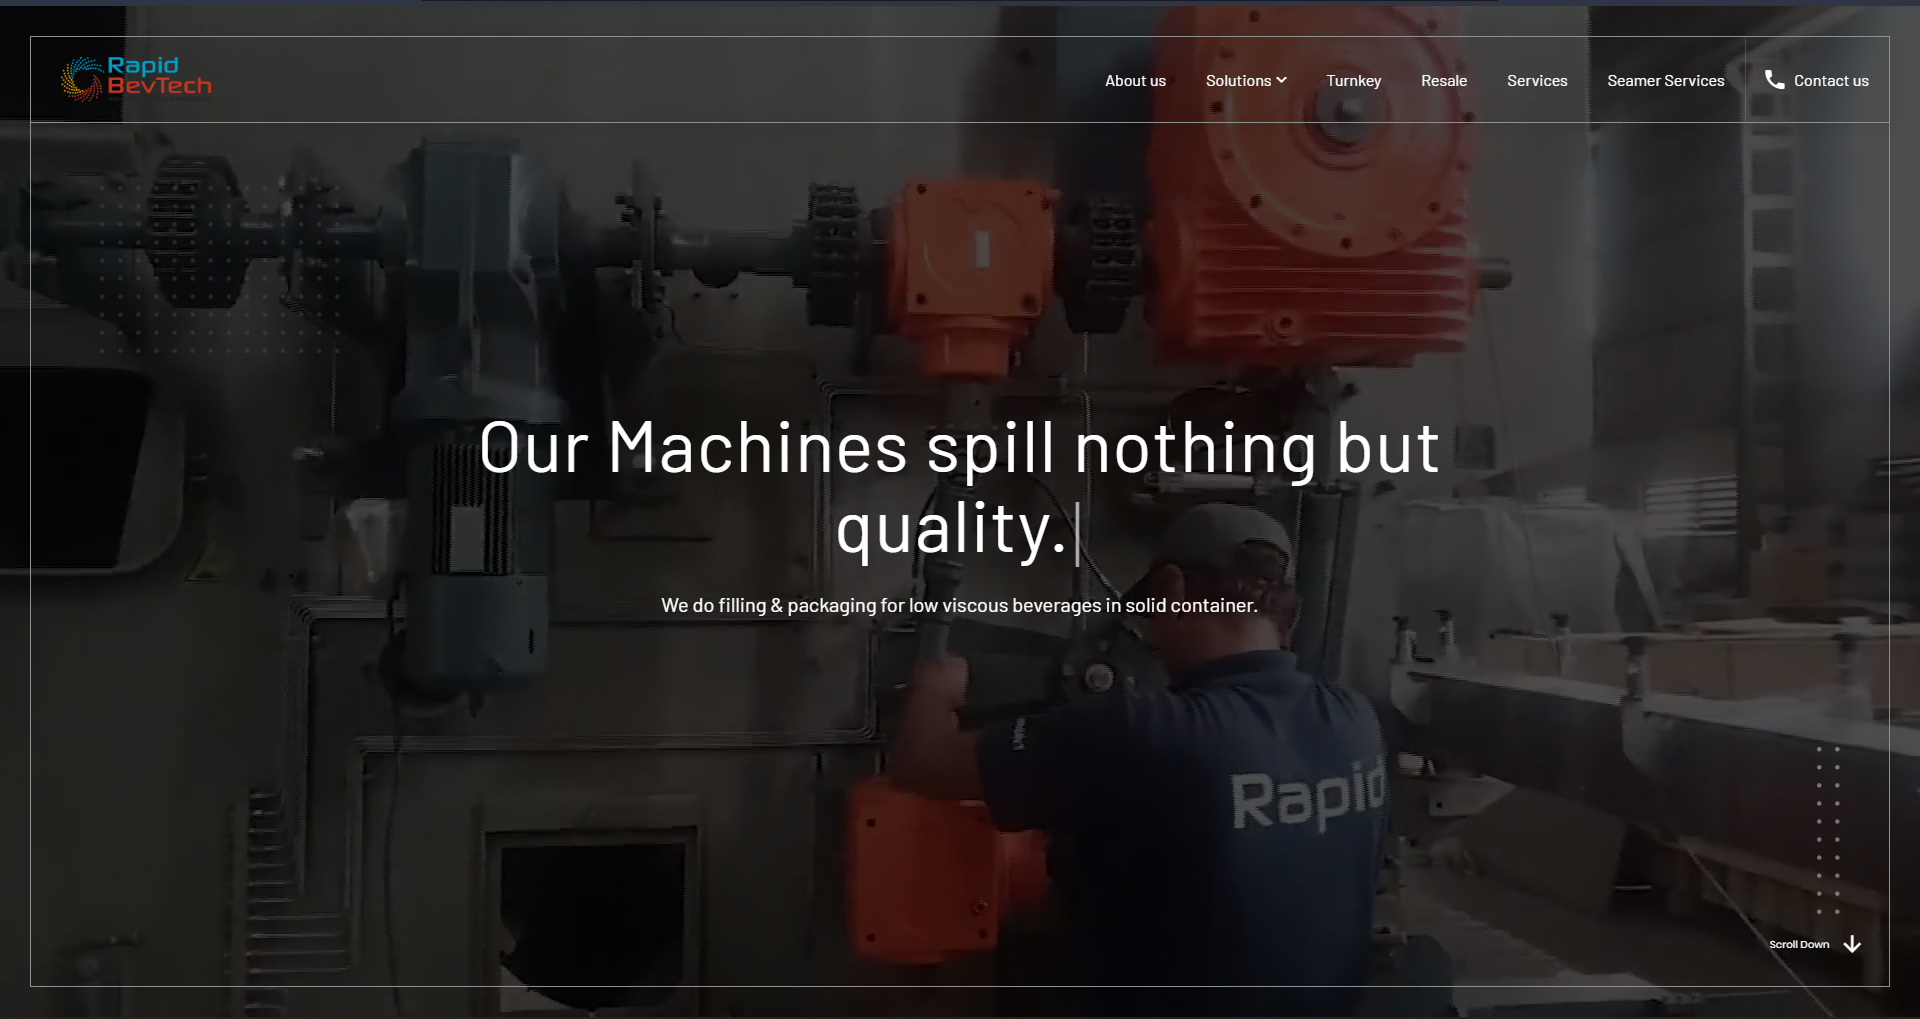 Rapid
BevTech
About us
Solutions
Turnkey
Resale
Services
Seamer Services
Contact us
Our Machines spill nothing but
quality.
We do filling & packaging for low viscous beverages in solid container.
Rapid
Scroll Down